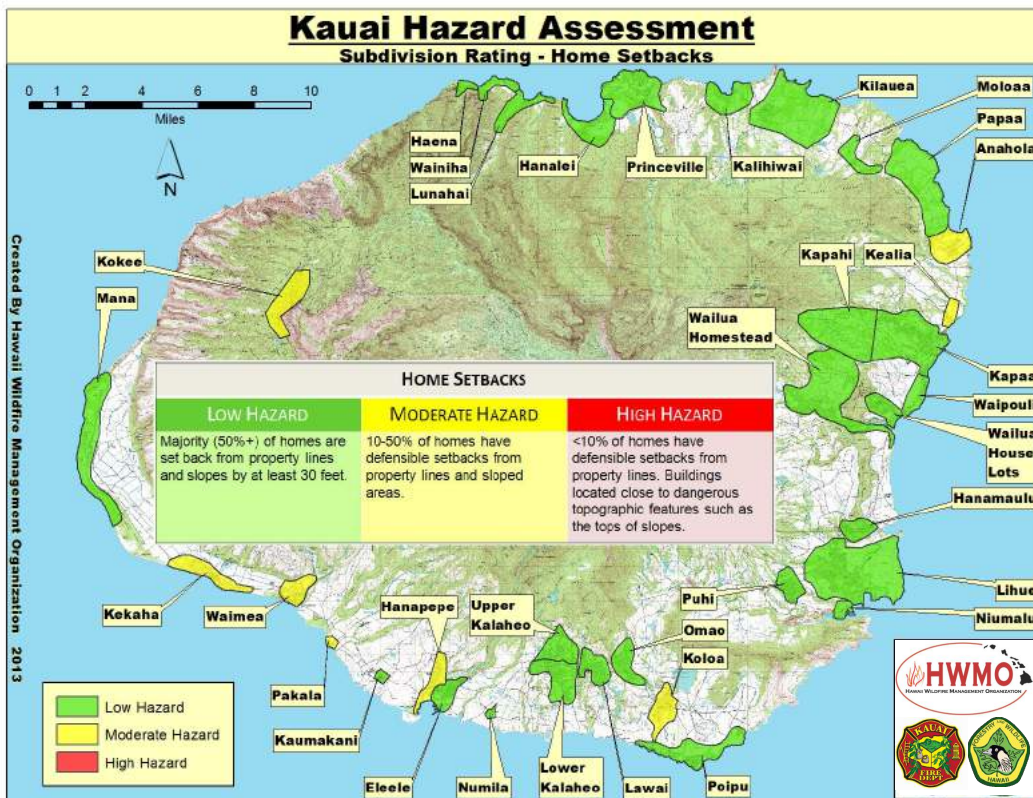 Kauai Hazard Assessment
Subdivision Rating - Home Setbacks
0 1 2 4 6 8 10
Miles
N
Haena
Wainiha
Lunahai
Hanalei
Princeville
Kalihiwai
Kilauea
Moloaa
Papaa
Anahola
Kokee
Mana
Kapahi
Kealia
Wailua
Homestead
Kapaa
Waipouli
Wailua
House
Lots
Hanamaulu
Lihue
Niumalu
Puhi
HOME SETBACKS
LOW HAZARD
Majority (50%+) of homes are
set back from property lines
and slopes by at least 30 feet.
MODERATE HAZARD
10-50% of homes have
defensible setbacks from
property lines and sloped
areas.
HIGH HAZARD
<10% of homes have
defensible setbacks from
property lines. Buildings
located close to dangerous
topographic features such as
the tops of slopes.
Kekaha
Waimea
Hanapepe
Upper
Kalaheo
Omao
Koloa
Pakala
Kaumakani
Eleele
Numila
Lower
Kalaheo
Lawai
Poipu
Created By Hawaii Wildfire Management Organization 2013
Low Hazard
Moderate Hazard
High Hazard
HWMO
HAWAII WILDFIRE MANAGEMENT ORGANIZATION
KAUAI
FIRE
DEPT
FORESTRY AND WILDLIFE
HAWAII